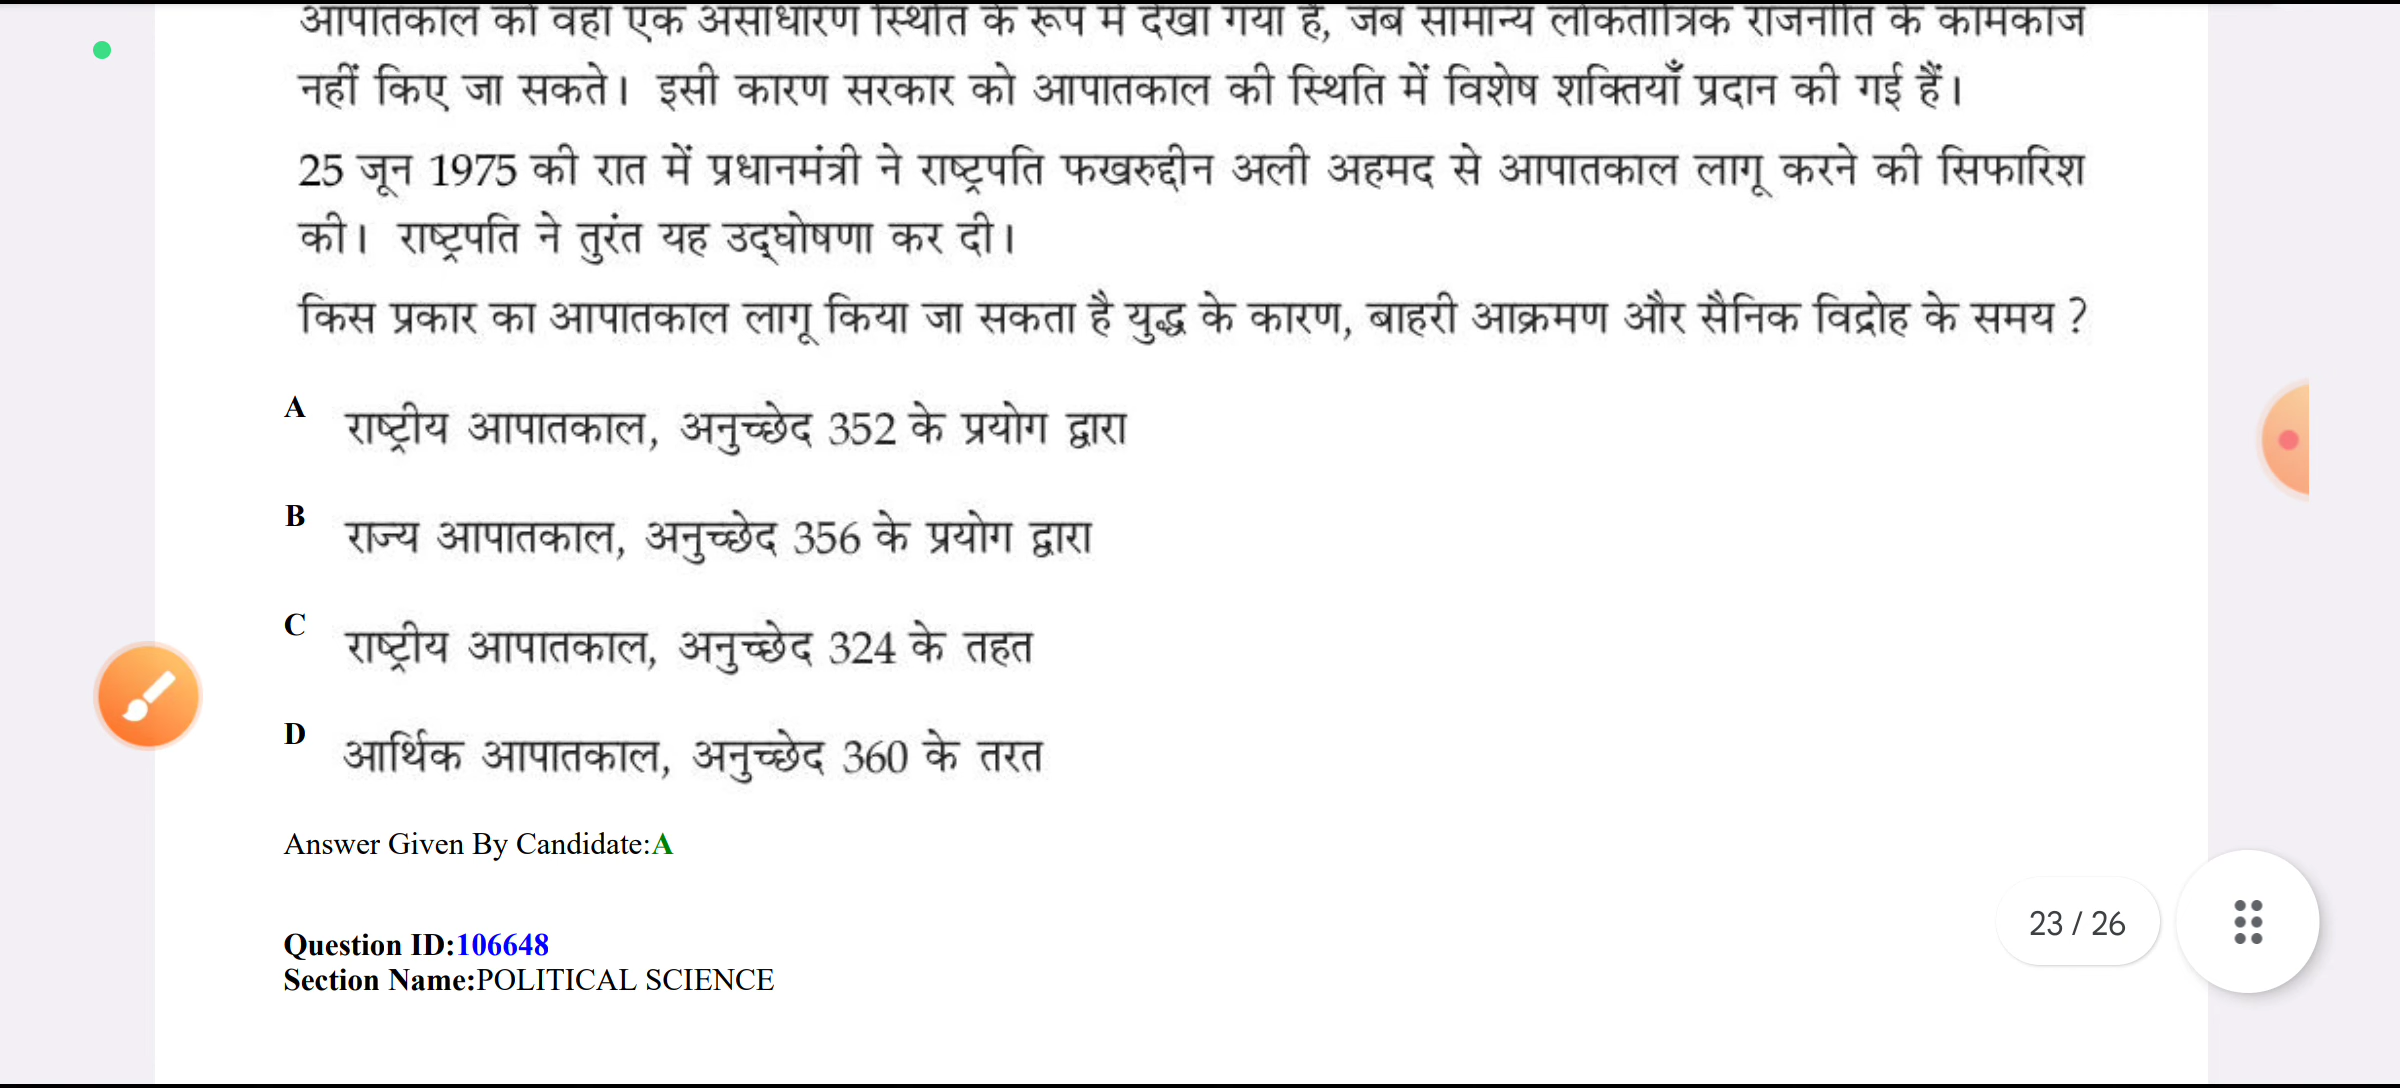 आपातकाल को वहाँ एक असाधारण स्थिति के रूप में देखा गया है, जब सामान्य लोकतांत्रिक राजनीति के कामकाज
नहीं किए जा सकते। इसी कारण सरकार को आपातकाल की स्थिति में विशेष शक्तियाँ प्रदान की गई हैं।
25 जून 1975 की रात में प्रधानमंत्री ने राष्ट्रपति फखरुद्दीन अली अहमद से आपातकाल लागू करने की सिफारिश
की। राष्ट्रपति ने तुरंत यह उद्घोषणा कर दी।
किस प्रकार का आपातकाल लागू किया जा सकता है युद्ध के कारण, बाहरी आक्रमण और सैनिक विद्रोह के समय ?
A राष्ट्रीय आपातकाल, अनुच्छेद 352 के प्रयोग द्वारा
B राज्य आपातकाल, अनुच्छेद 356 के प्रयोग द्वारा
C राष्ट्रीय आपातकाल, अनुच्छेद 324 के तहत
D आर्थिक आपातकाल, अनुच्छेद 360 के तरत
Answer Given By Candidate:A
23 / 26
Question ID:106648
Section Name:POLITICAL SCIENCE